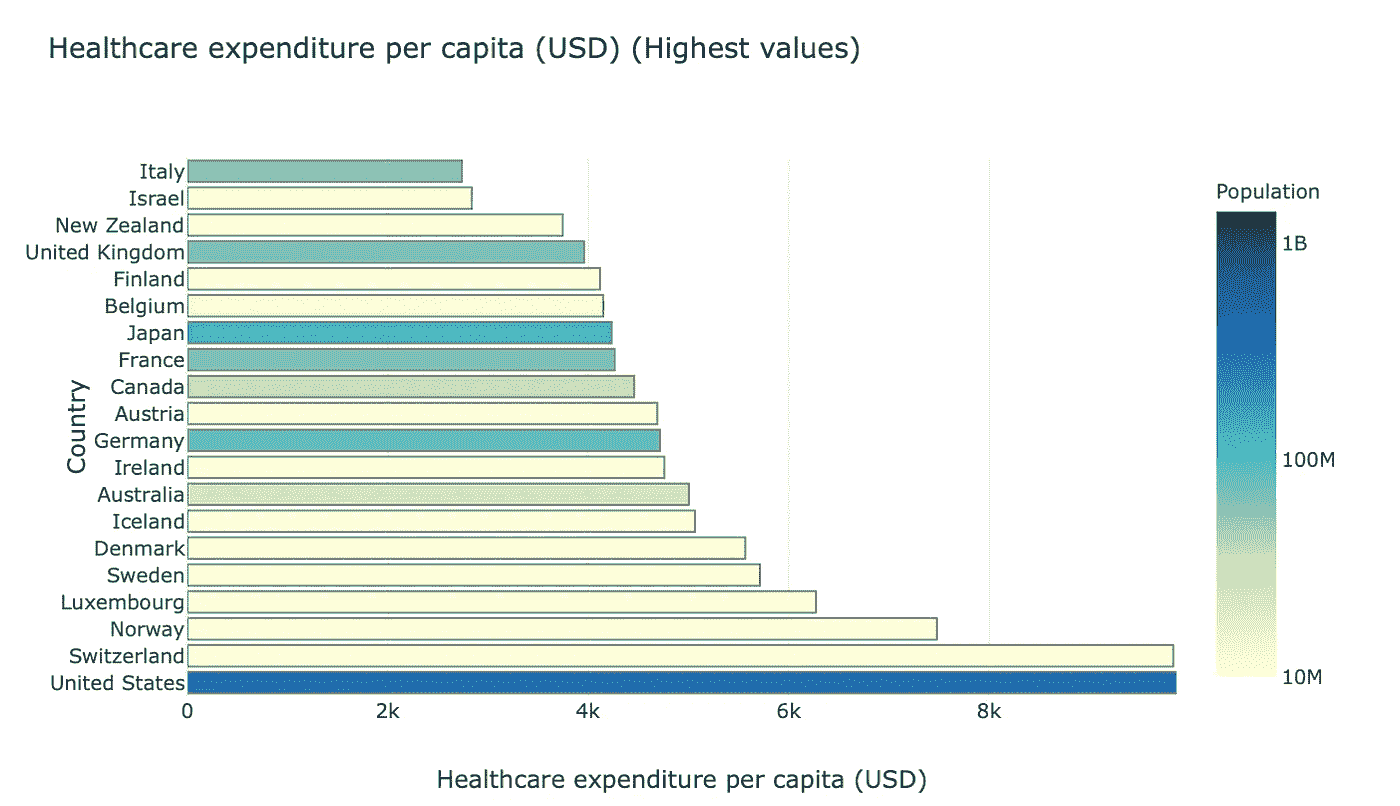 Healthcare expenditure per capita (USD) (Highest values)
Italy
Israel
New Zealand
United Kingdom
Finland
Belgium
Japan
France
Canada
Austria
Germany
Ireland
Australia
Iceland
Denmark
Sweden
Luxembourg
Norway
Switzerland
United States
Country
0 2k 4k 6k 8k
Healthcare expenditure per capita (USD)
Population
1B
100M
10M